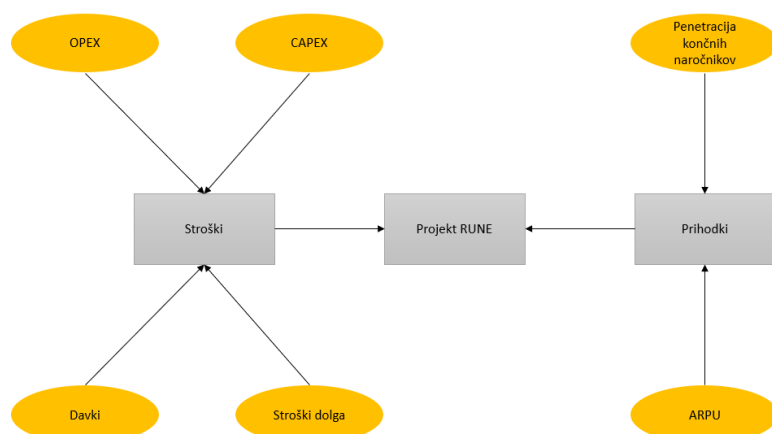 OPEX
CAPEX
Penetracija
končnih
naročnikov
Stroški
Projekt RUNE
Prihodki
Davki
Stroški dolga
ARPU